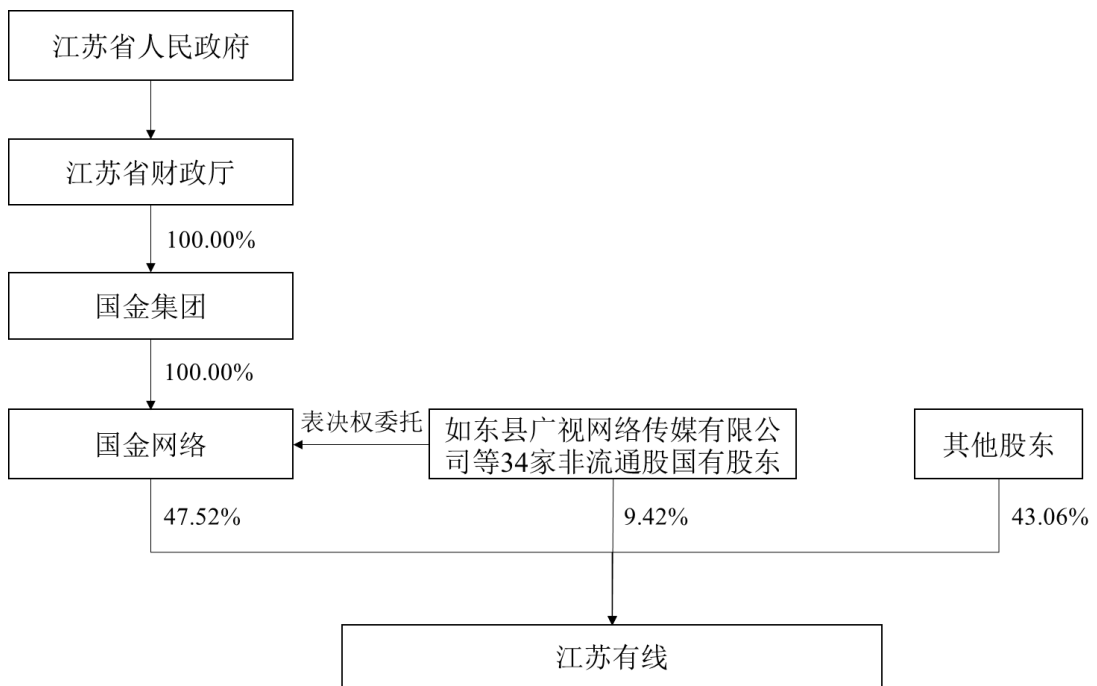 江苏省人民政府
江苏省财政厅
100.00%
国金集团
100.00%
国金网络
表决权委托
如东县广视网络传媒有限公
司等34家非流通股国有股东
其他股东
47.52%
9.42%
43.06%
江苏有线